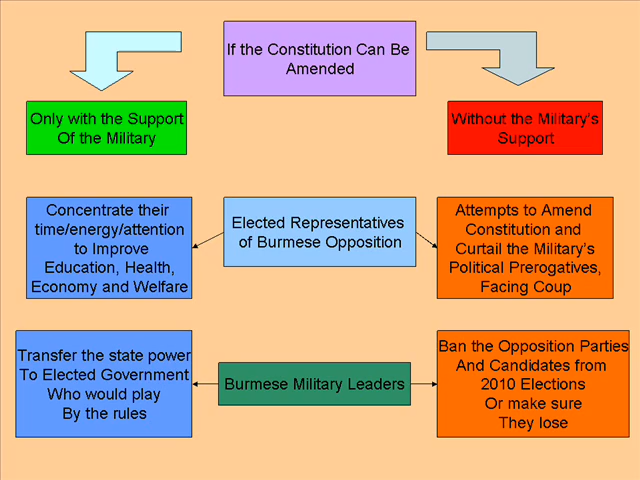 If the Constitution Can Be
Amended
Only with the Support
Of the Military
Without the Military's
Support
Concentrate their
time/energy/attention
to Improve
Education, Health,
Economy and Welfare
Elected Representatives
of Burmese Opposition
Attempts to Amend
Constitution and
Curtail the Military's
Political Prerogatives,
Facing Coup
Transfer the state power
To Elected Government
Who would play
By the rules
Burmese Military Leaders
Ban the Opposition Parties
And Candidates from
2010 Elections
Or make sure
They lose